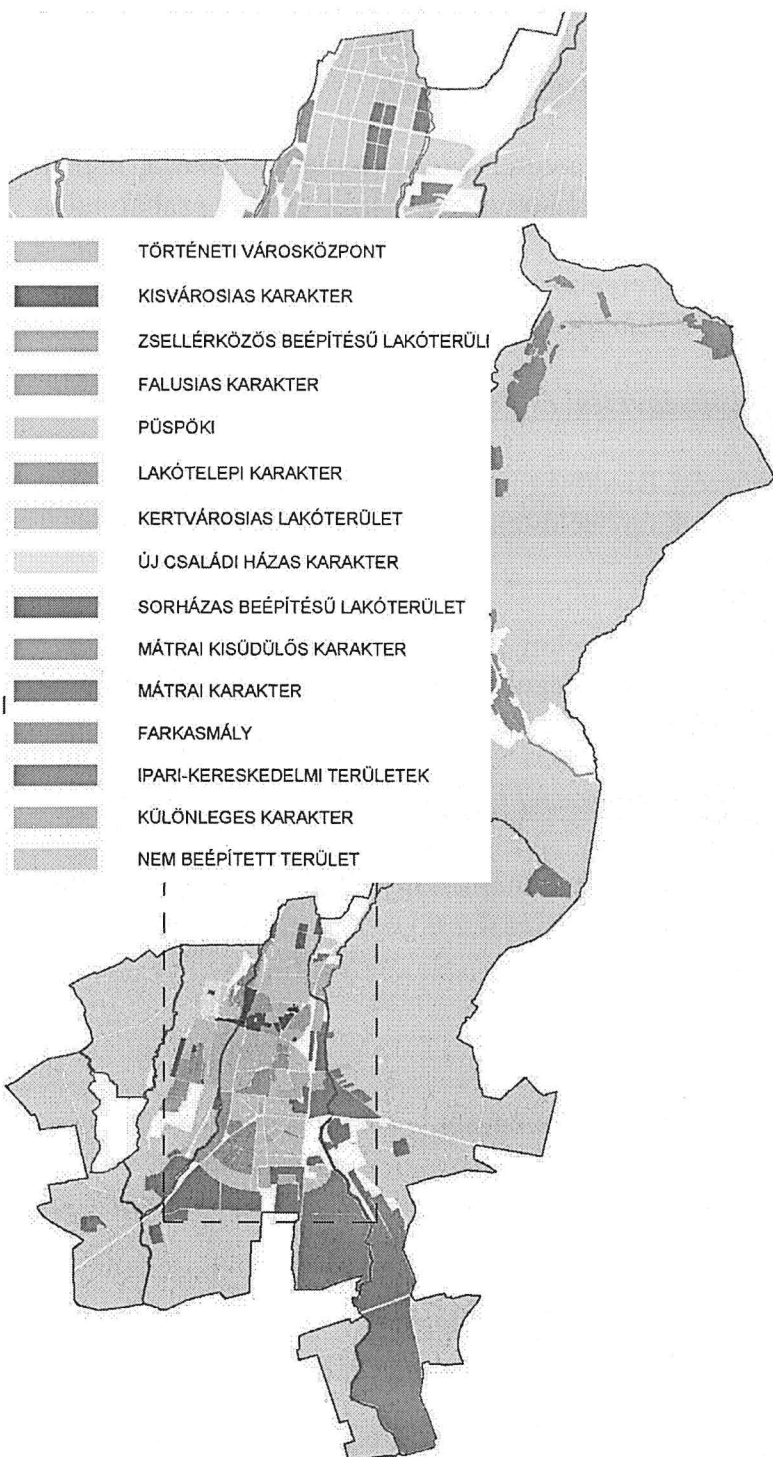 TÖRTÉNETI VÁROSKÖZPONT
KISVÁROSIAS KARAKTER
ZSELLÉRKÖZÖS BEÉPÍTÉSŰ LAKÓTERÜLI
FALUSIAS KARAKTER
PÜSPÖKI
LAKÓTELEPI KARAKTER
KERTVÁROSIAS LAKÓTERÜLET
ÚJ CSALÁDI HÁZAS KARAKTER
SORHÁZAS BEÉPÍTÉSŰ LAKÓTERÜLET
MÁTRAI KISÜDÜLŐS KARAKTER
MÁTRAI KARAKTER
FARKASMÁLY
IPARI-KERESKEDELMI TERÜLETEK
KÜLÖNLEGES KARAKTER
NEM BEÉPÍTETT TERÜLET